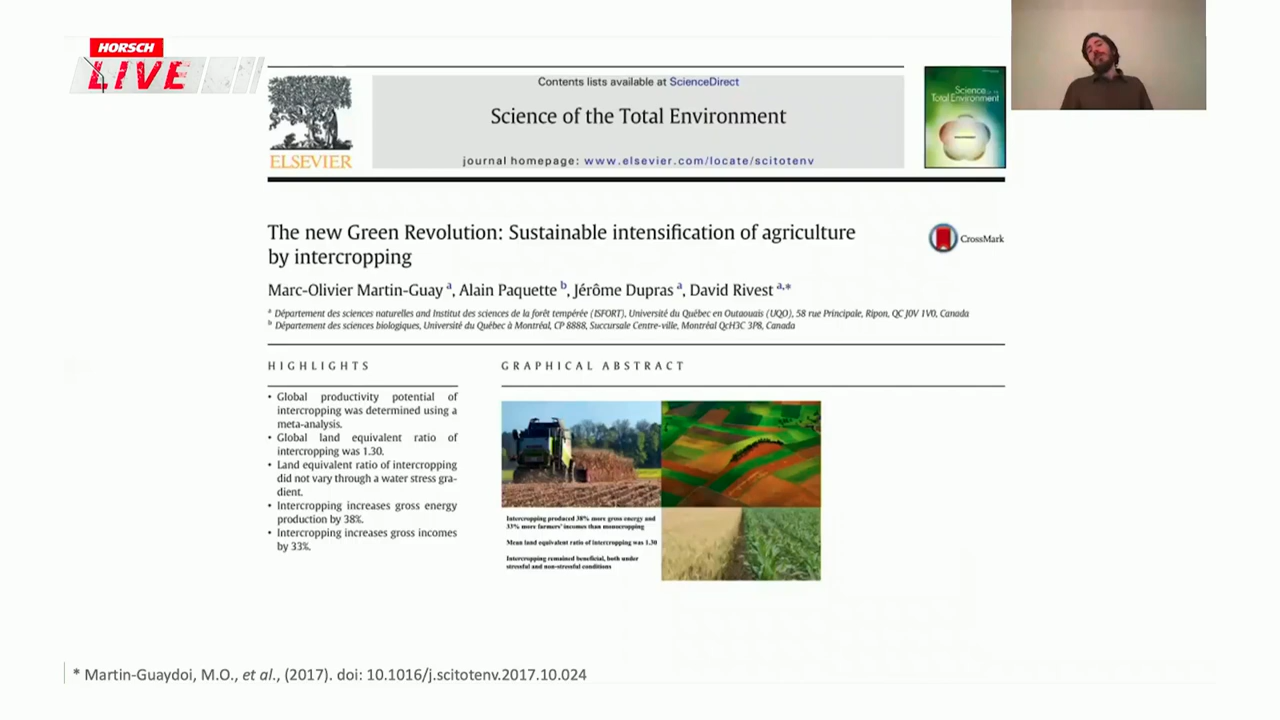 HORSCH
LIVE
Contents lists available at ScienceDirect
Science of the Total Environment
journal homepage: www.elsevier.com/locate/scitotenv
ELSEVIER
Science
Total Environment
The new Green Revolution: Sustainable intensification of agriculture
by intercropping
CrossMark
Marc-Olivier Martin-Guay a, Alain Paquette b, Jérôme Dupras a, David Rivest a,*
a Département des sciences naturelles and Institut des sciences de la forêt tempérée (ISFORT), Université du Québec en Outaouais (UQO), 58 rue Principale, Ripon, QC J0V 1V0, Canada
b Département des sciences biologiques, Université du Québec à Montréal, CP 8888, Succursale Centre-ville, Montréal QcH3C 3P8, Canada
HIGHLIGHTS
• Global productivity potential of
intercropping was determined using a
meta-analysis.
• Global land equivalent ratio of
intercropping was 1.30.
• Land equivalent ratio of intercropping
did not vary through a water stress gra-
dient.
• Intercropping increases gross energy
production by 38%.
• Intercropping increases gross incomes
by 33%.
GRAPHICAL ABSTRACT
Intercropping produced 38% more gross energy and
33% more farmers' incomes than monocropping
Mean land equivalent ratio of intercropping was 1.30
Intercropping remained beneficial, both under
stressful and non-stressful conditions
* Martin-Guaydoi, M.O., et al., (2017). doi: 10.1016/j.scitotenv.2017.10.024